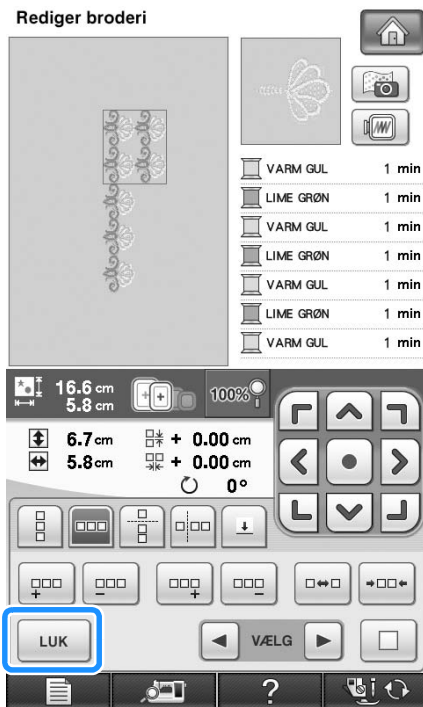 Rediger broderi
VARM GUL 1 min
LIME GRØN 1 min
VARM GUL 1 min
LIME GRØN 1 min
VARM GUL 1 min
LIME GRØN 1 min
VARM GUL 1 min
16.6 cm
5.8 cm
100%
6.7 cm + 0.00 cm
5.8 cm + 0.00 cm
0°
LUK VÆLG
?